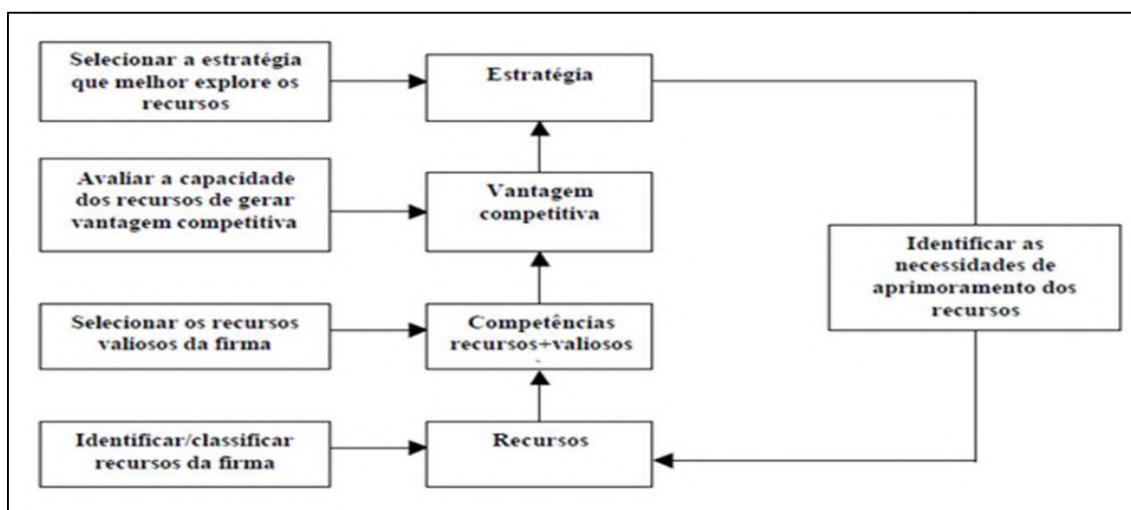 Selecionar a estratégia
que melhor explore os
recursos
Estratégia
Avaliar a capacidade
dos recursos de gerar
vantagem competitiva
Vantagem
competitiva
Identificar as
necessidades de
aprimoramento dos
recursos
Selecionar os recursos
valiosos da firma
Competências
recursos+valiosos
Identificar/classificar
recursos da firma
Recursos